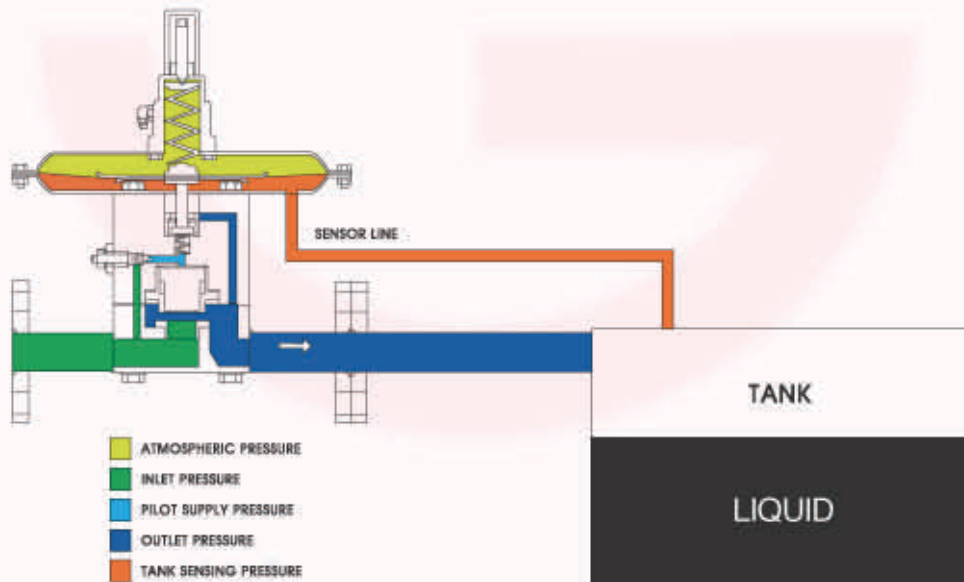 SENSOR LINE
TANK
LIQUID
ATMOSPHERIC PRESSURE
INLET PRESSURE
PILOT SUPPLY PRESSURE
OUTLET PRESSURE
TANK SENSING PRESSURE